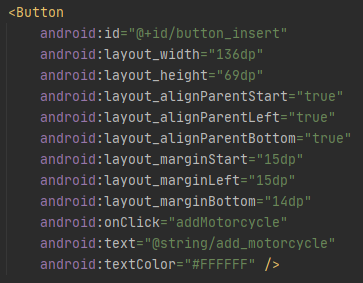 <Button
android:id="@+id/button_insert"
android:layout_width="136dp"
android:layout_height="69dp"
android:layout_alignParentStart="true"
android:layout_alignParentLeft="true"
android:layout_alignParentBottom="true"
android:layout_marginStart="15dp"
android:layout_marginLeft="15dp"
android:layout_marginBottom="14dp"
android:onClick="addMotorcycle"
android:text="@string/add_motorcycle"
android:textColor="#FFFFFF" />